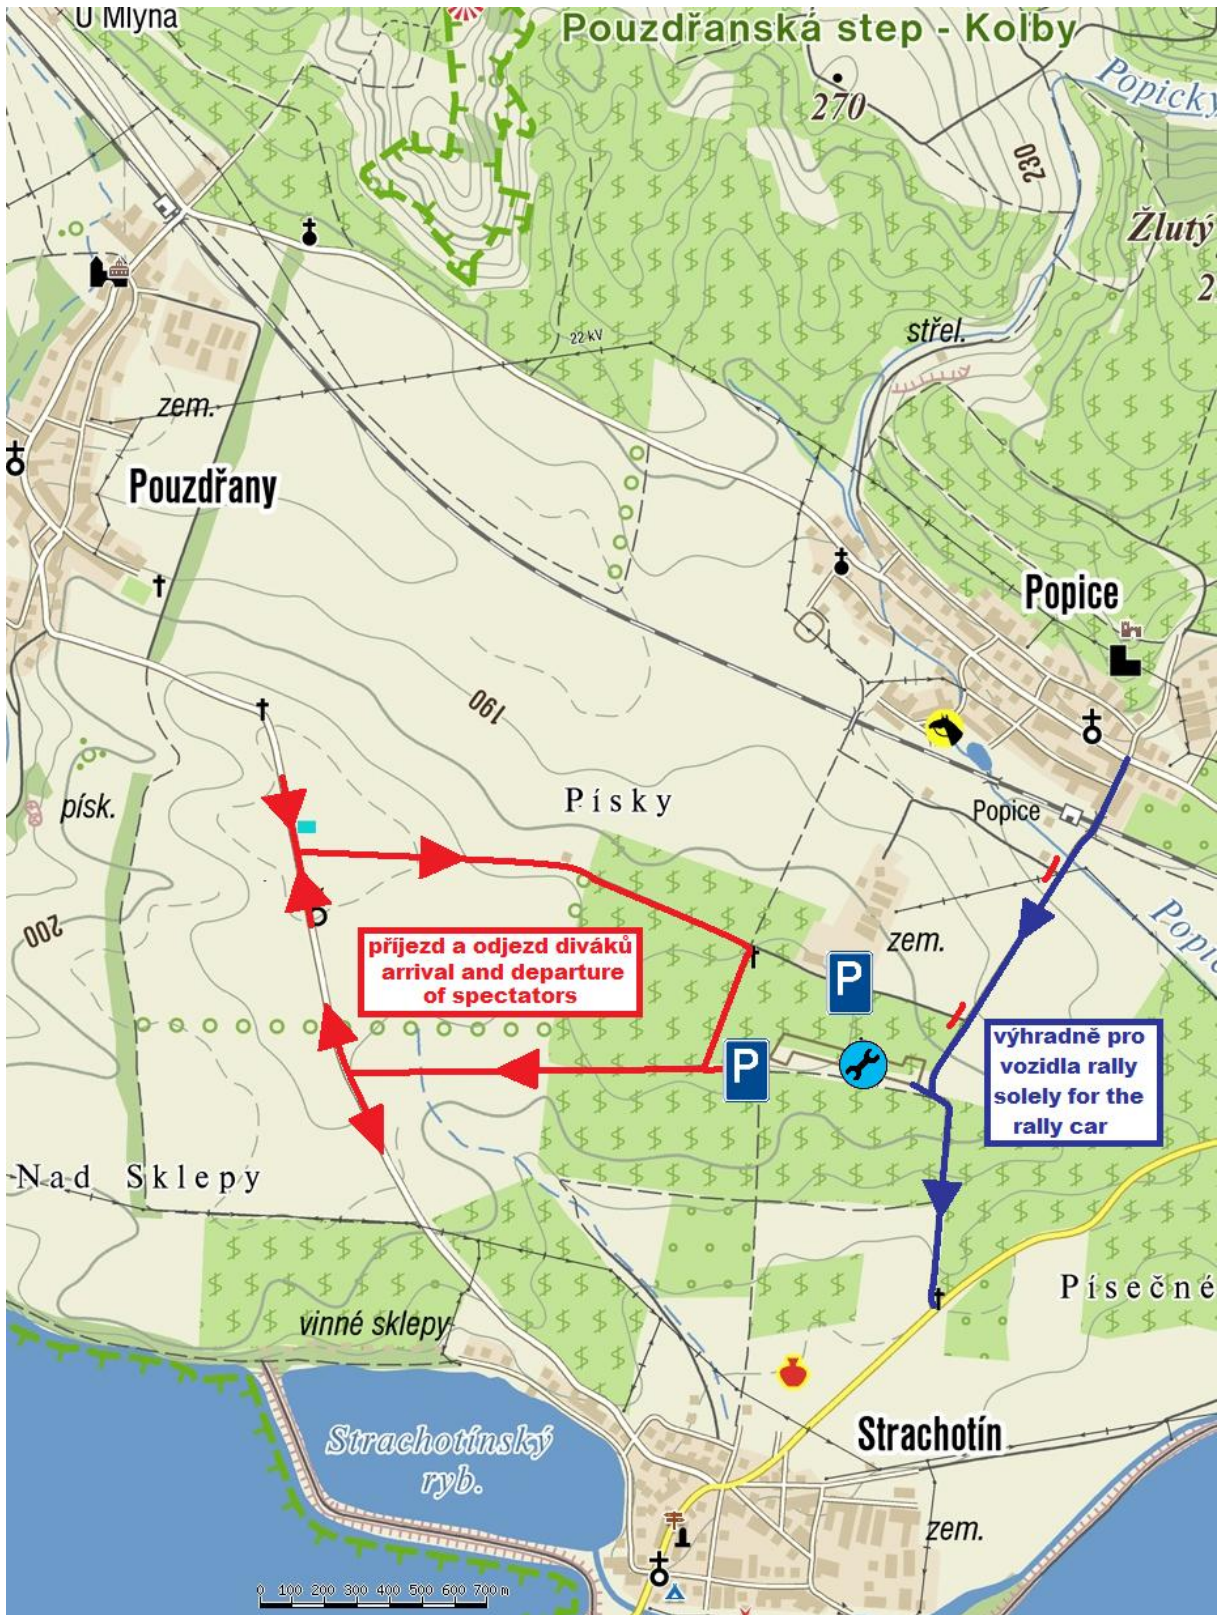 U Mlýna
Pouzdřanská step - Kolby
Popický
270
230
Žlutý
2
střel.
22 kV
zem.
Pouzdřany
Popice
190
písk.
Písky
Popice
200
příjezd a odjezd diváků
arrival and departure
of spectators
zem.
P
P
výhradně pro
vozidla rally
solely for the
rally car
Nad Sklepy
Písečné
vinné sklepy
Strachotínský
ryb.
Strachotín
zem.
0 100 200 300 400 500 600 700 m